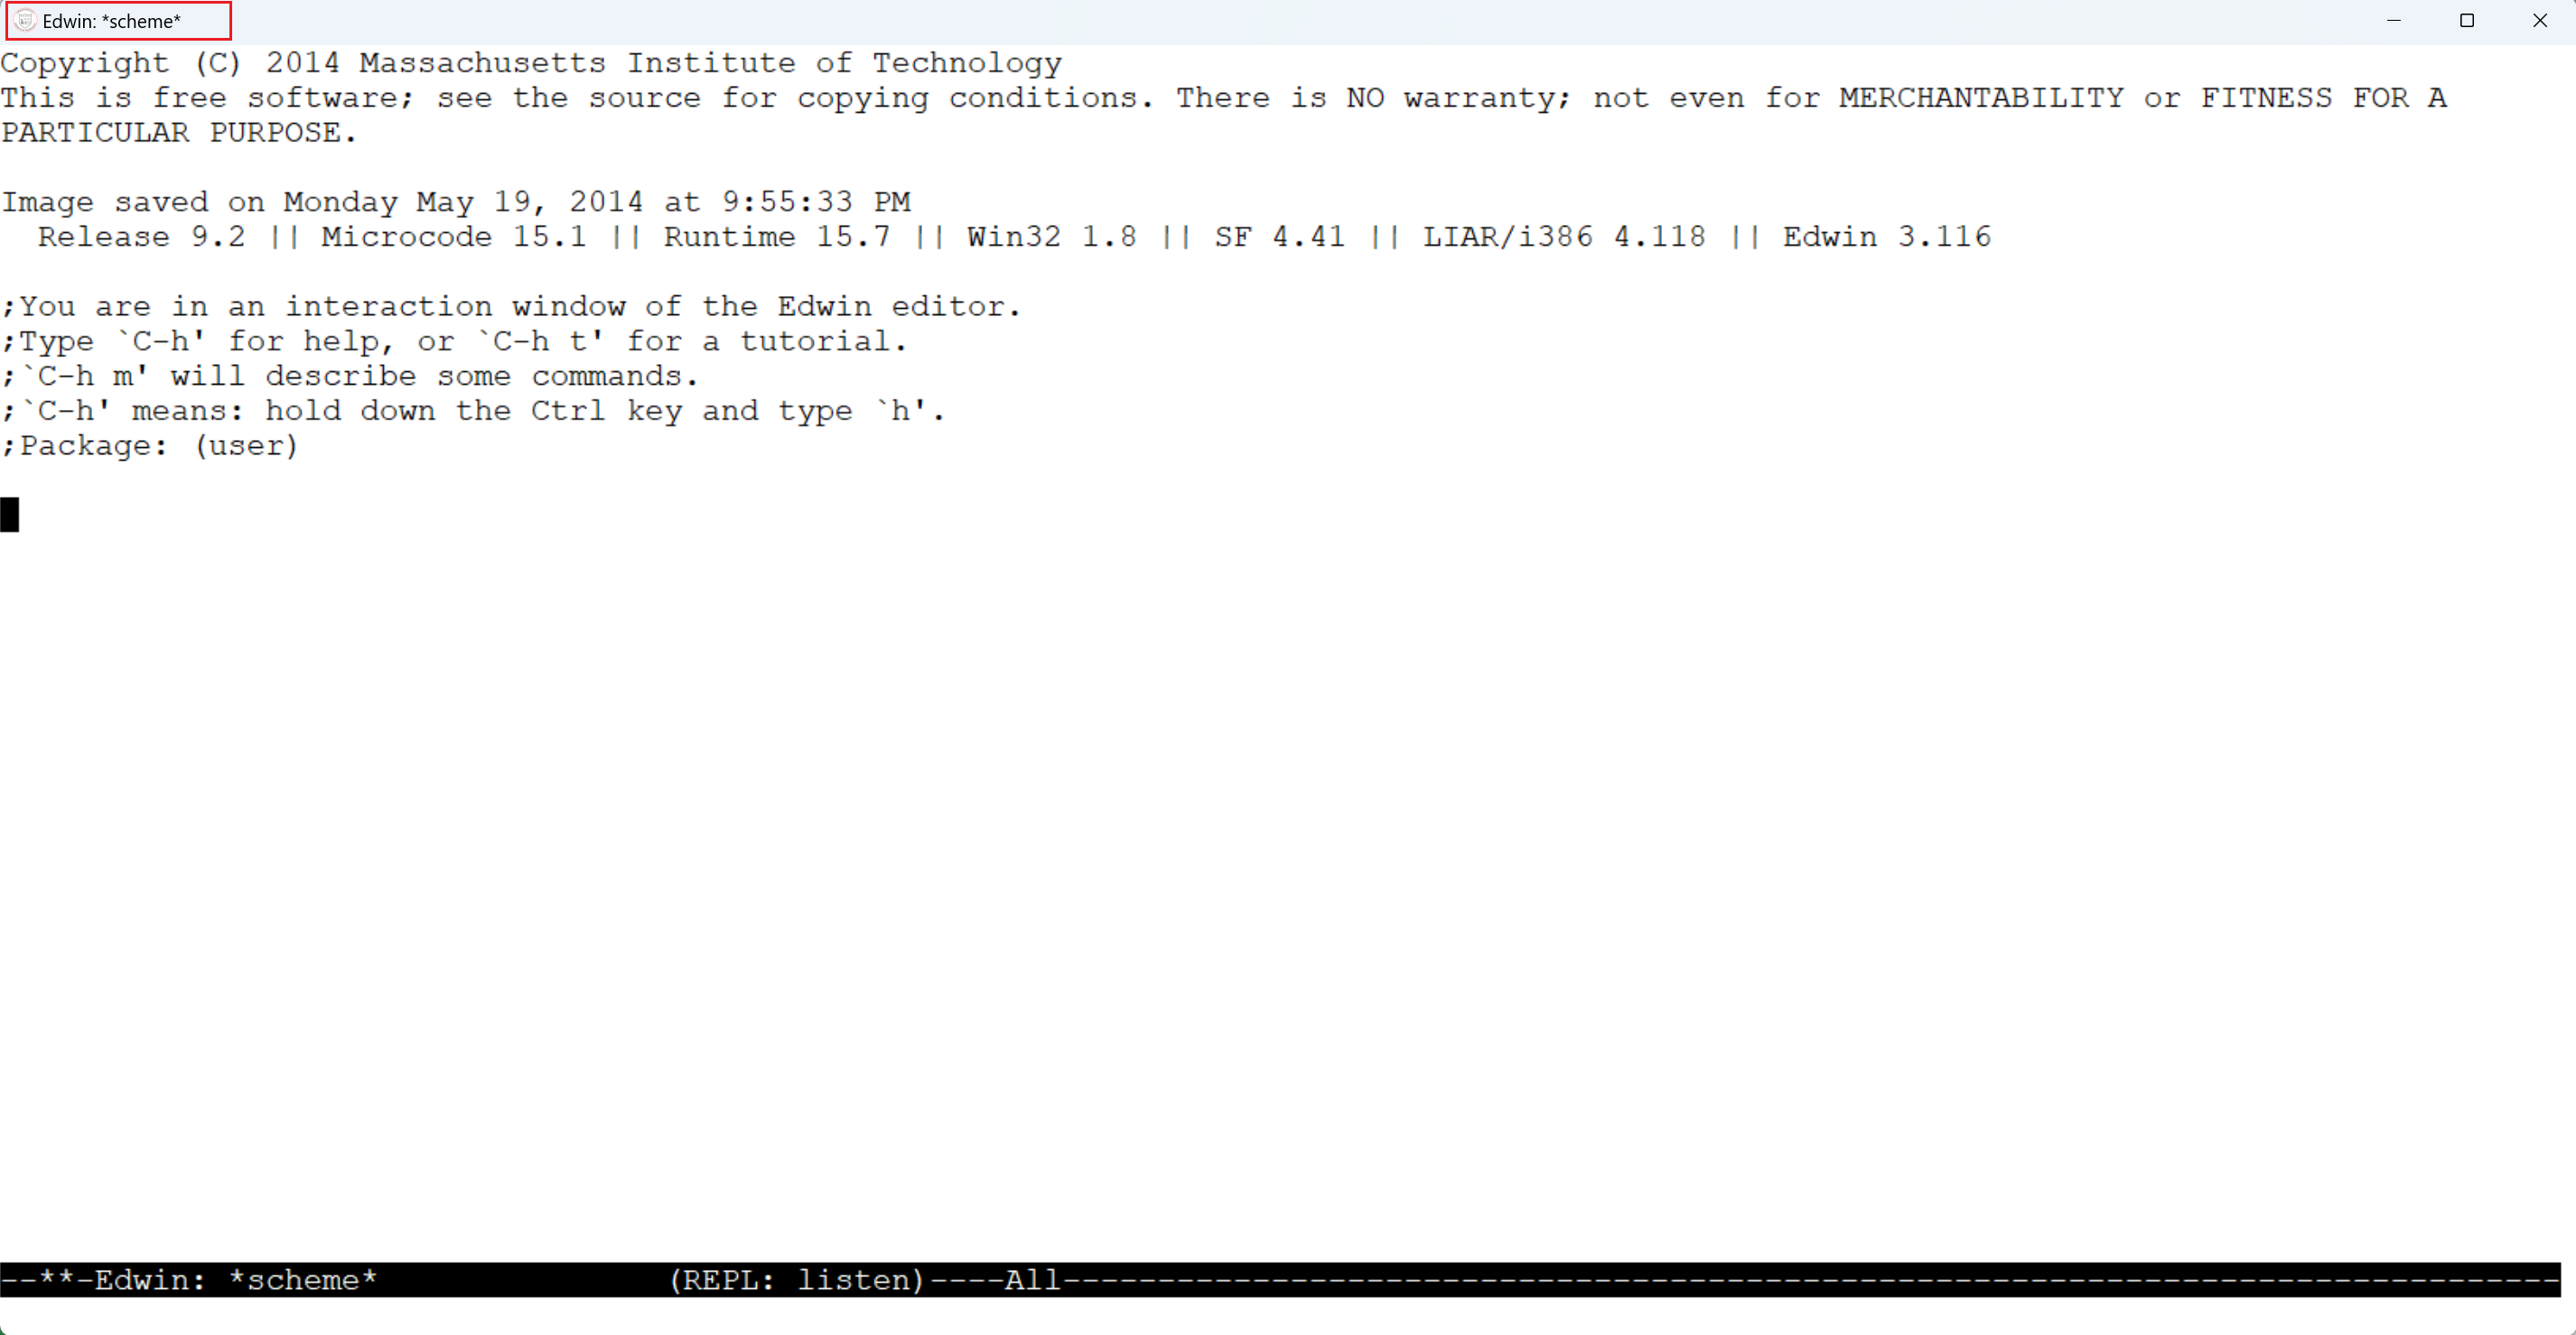 Edwin: *scheme*
Copyright (C) 2014 Massachusetts Institute of Technology
This is free software; see the source for copying conditions. There is NO warranty; not even for MERCHANTABILITY or FITNESS FOR A
PARTICULAR PURPOSE.
Image saved on Monday May 19, 2014 at 9:55:33 PM
  Release 9.2 || Microcode 15.1 || Runtime 15.7 || Win32 1.8 || SF 4.41 || LIAR/i386 4.118 || Edwin 3.116
;You are in an interaction window of the Edwin editor.
;Type `C-h' for help, or `C-h t' for a tutorial.
;`C-h m' will describe some commands.
;`C-h' means: hold down the Ctrl key and type `h'.
;Package: (user)
--**-Edwin: *scheme*                (REPL: listen)----All--------------------------------------------------------------------------------